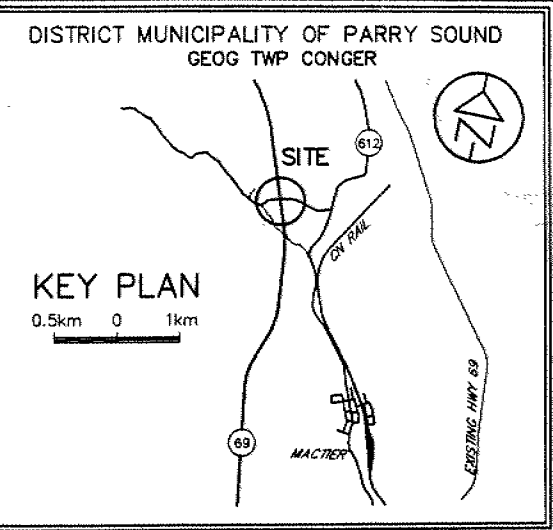 DISTRICT MUNICIPALITY OF PARRY SOUND
GEOG TWP CONGER
612
SITE
N
CN RAIL
KEY PLAN
0.5km 0 1km
EXISTING HWY 69
69
MACTIER